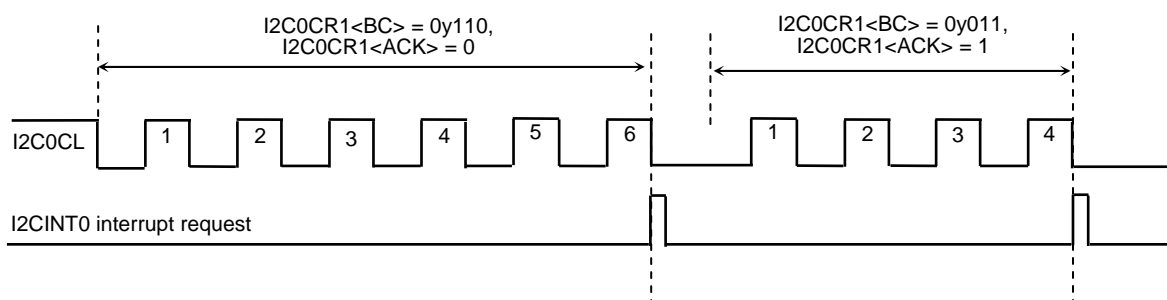 I2C0CR1<BC> = 0y110,
I2C0CR1<ACK> = 0
I2C0CR1<BC> = 0y011,
I2C0CR1<ACK> = 1
I2C0CL 1 2 3 4 5 6 1 2 3 4
I2CINT0 interrupt request